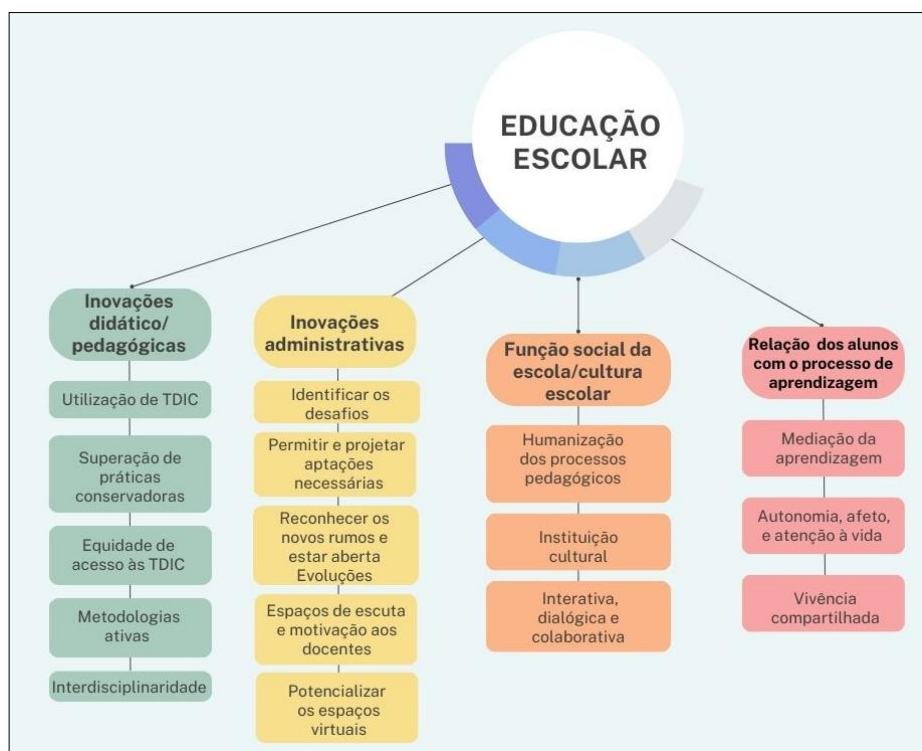 EDUCAÇÃO
ESCOLAR
Inovações
didático/
pedagógicas
Utilização de TDIC
Superação de
práticas
conservadoras
Equidade de
acesso às TDIC
Metodologias
ativas
Interdisciplinaridade
Inovações
administrativas
Identificar os
desafios
Permitir e projetar
aptações
necessárias
Reconhecer os
novos rumos e
estar aberta
Evoluções
Espaços de escuta
e motivação aos
docentes
Potencializar
os espaços
virtuais
Função social da
escola/cultura
escolar
Humanização
dos processos
pedagógicos
Instituição
cultural
Interativa,
dialógica e
colaborativa
Relação dos alunos
com o processo de
aprendizagem
Mediação da
aprendizagem
Autonomia, afeto,
e atenção à vida
Vivência
compartilhada